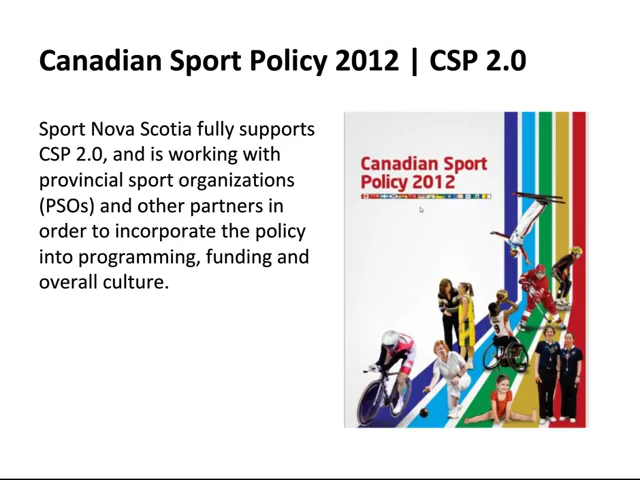 Canadian Sport Policy 2012 | CSP 2.0
Sport Nova Scotia fully supports
CSP 2.0, and is working with
provincial sport organizations
(PSOs) and other partners in
order to incorporate the policy
into programming, funding and
overall culture.
Canadian Sport
Policy 2012